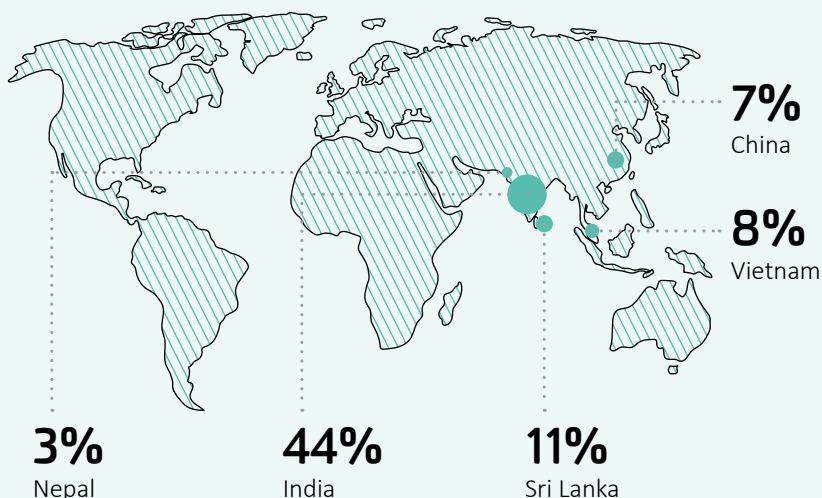 7%
China
8%
Vietnam
3%
Nepal
44%
India
11%
Sri Lanka